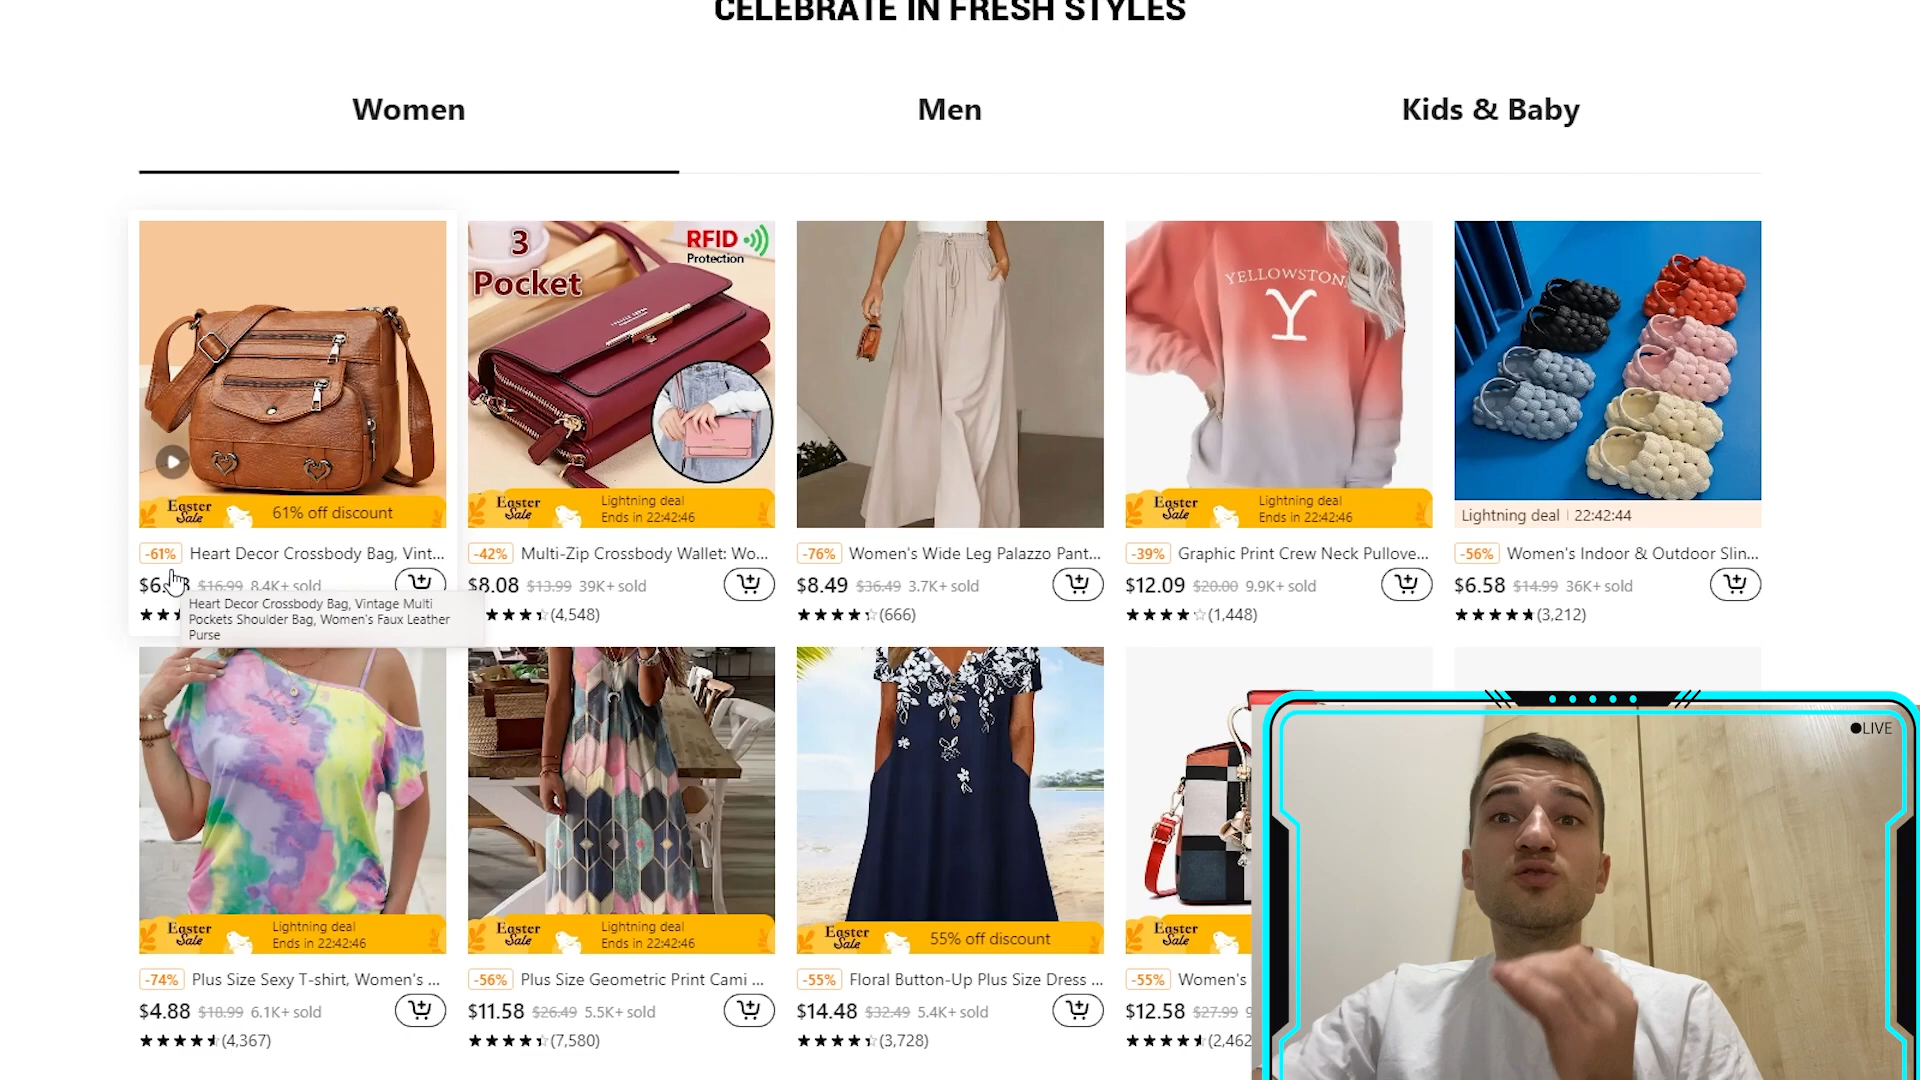 CELEBRATE IN FRESH STYLES
Women
Men
Kids & Baby
Easter Sale
61% off discount
-61% Heart Decor Crossbody Bag, Vint...
$16.99 8.4K+ sold
Heart Decor Crossbody Bag, Vintage Multi
Pockets Shoulder Bag, Women's Faux Leather
Purse
3
Pocket
RFID
Protection
Easter Sale
Lightning deal
Ends in 22:42:46
-42% Multi-Zip Crossbody Wallet: Wo...
$8.08 $13.99 39K+ sold
(4,548)
-76% Women's Wide Leg Palazzo Pant...
$8.49 $36.49 3.7K+ sold
(666)
YELLOWSTON
Y
Easter Sale
Lightning deal
Ends in 22:42:46
-39% Graphic Print Crew Neck Pullove...
$12.09 $20.00 9.9K+ sold
(1,448)
Lightning deal | 22:42:44
-56% Women's Indoor & Outdoor Slin...
$6.58 $14.99 36K+ sold
(3,212)
Easter Sale
Lightning deal
Ends in 22:42:46
-74% Plus Size Sexy T-shirt, Women's ...
$4.88 $18.99 6.1K+ sold
(4,367)
Easter Sale
Lightning deal
Ends in 22:42:46
-56% Plus Size Geometric Print Cami ...
$11.58 $26.49 5.5K+ sold
(7,580)
Easter Sale
55% off discount
-55% Floral Button-Up Plus Size Dress ...
$14.48 $32.49 5.4K+ sold
(3,728)
Easter Sale
-55% Women's
$12.58 $27.99 9
(2,462
LIVE